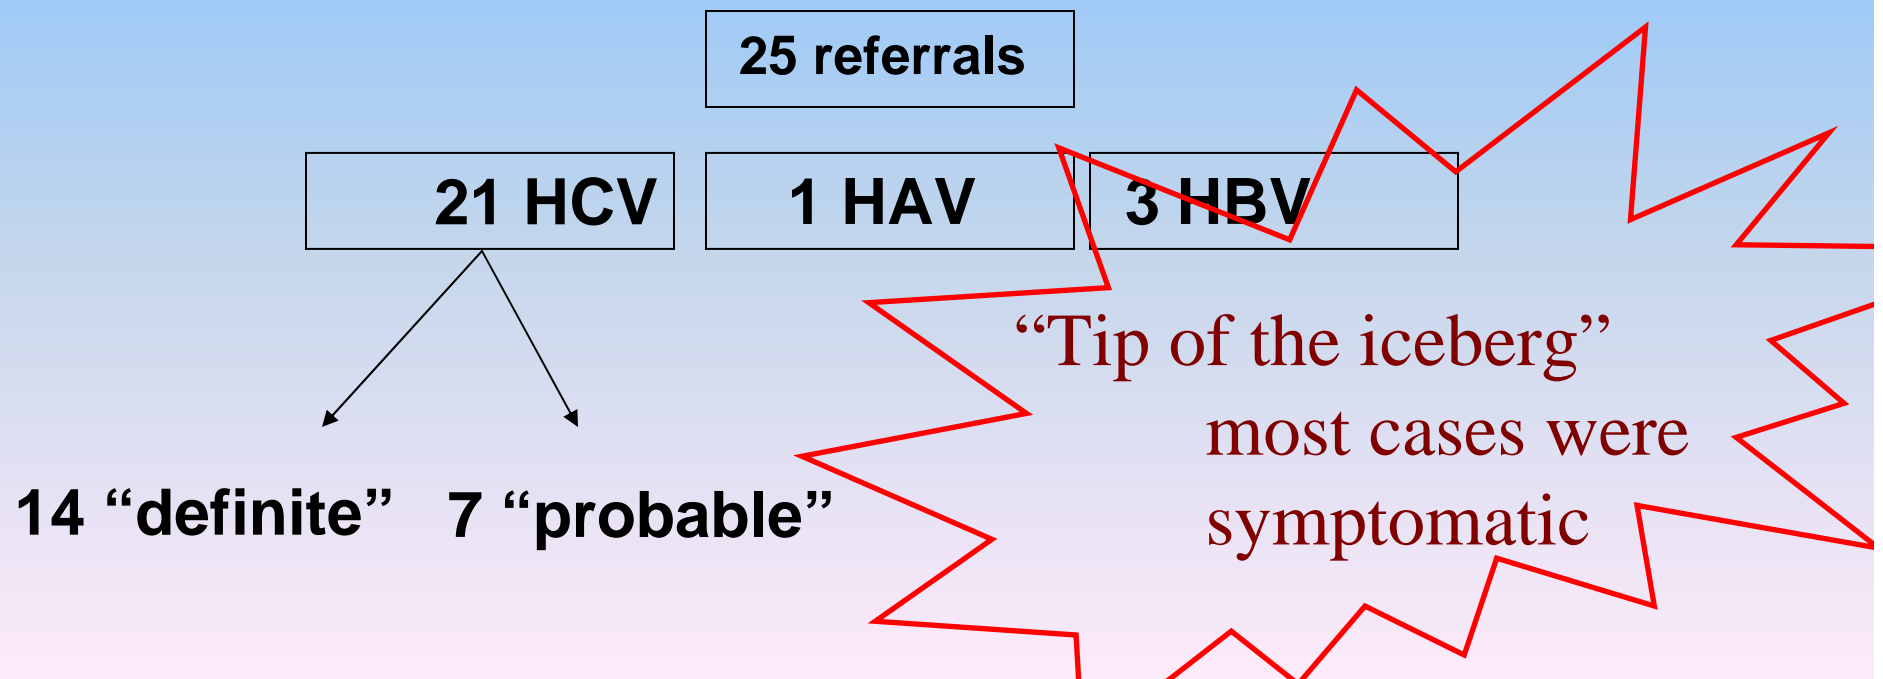 25 referrals
21 HCV
1 HAV
3 HBV
“Tip of the iceberg”
most cases were
symptomatic
14 “definite”
7 “probable”